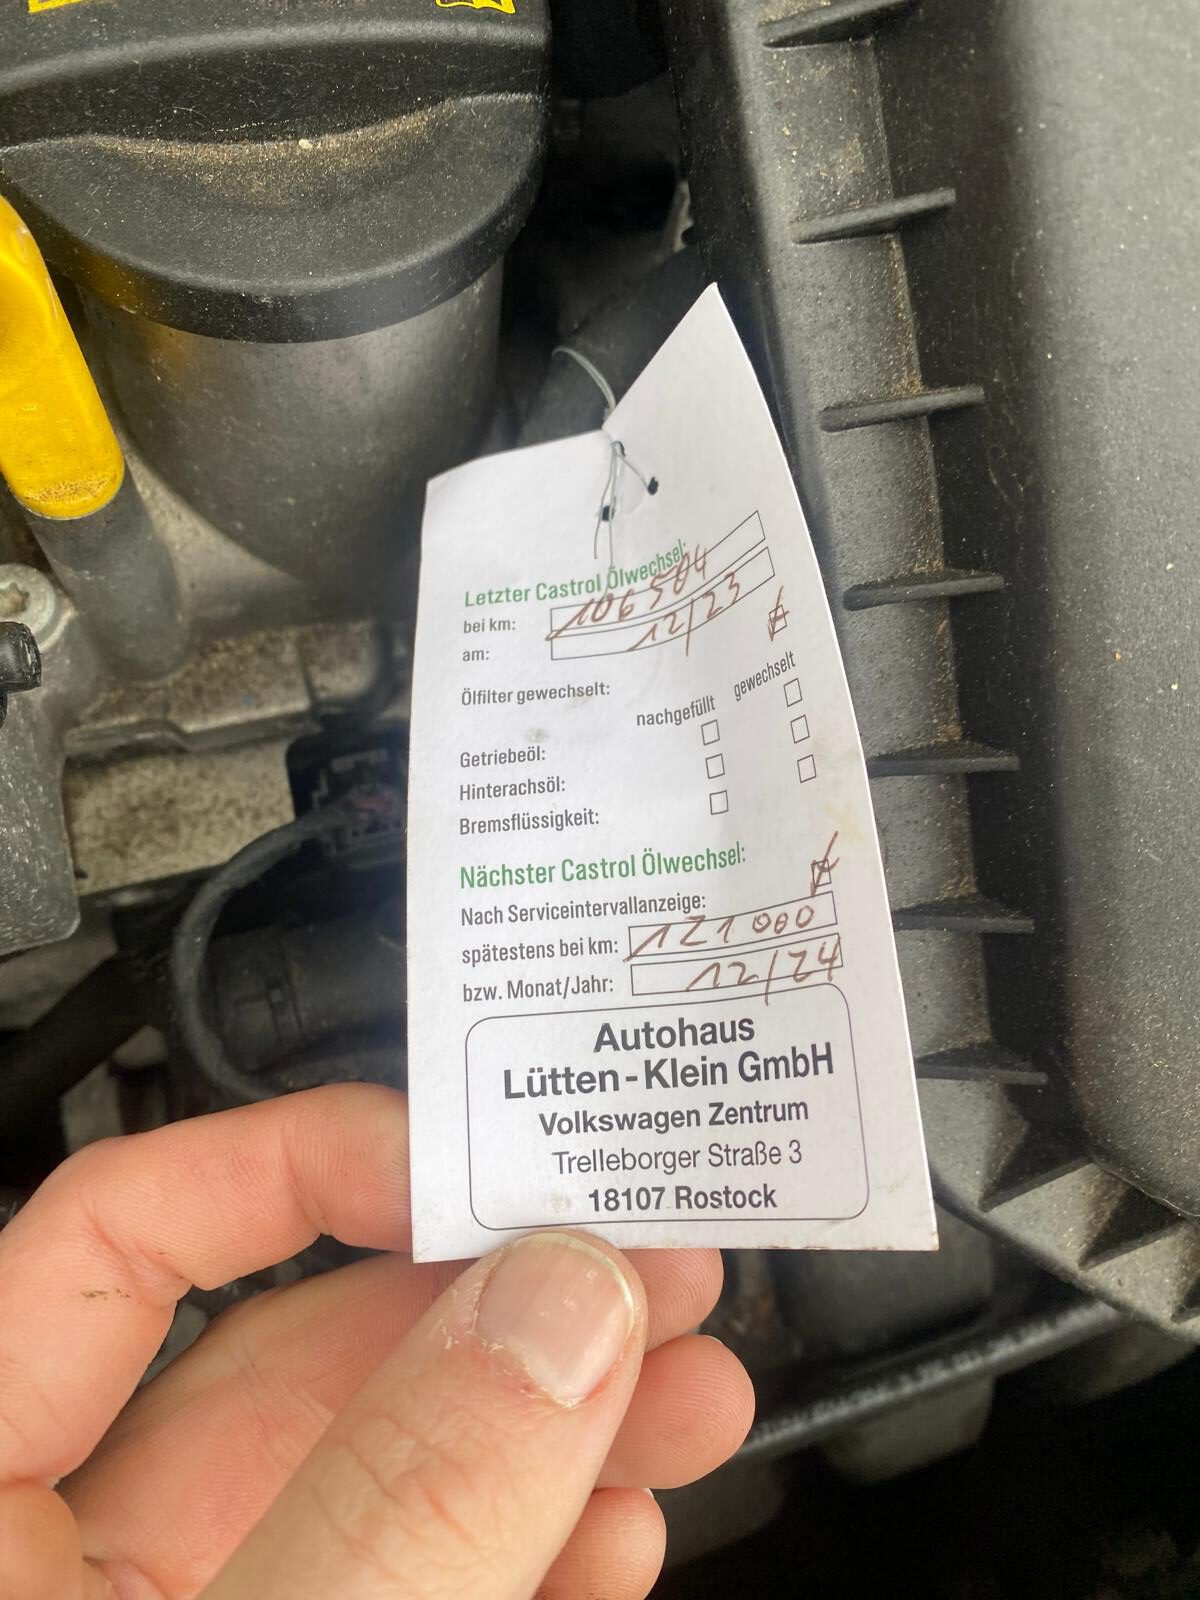 Letzter Castrol Ölwechsel:
bei km: 106504
am: 12/23
Ölfilter gewechselt:
nachgefüllt gewechselt
Getriebeöl:
Hinterachsöl:
Bremsflüssigkeit:
Nächster Castrol Ölwechsel:
Nach Serviceintervallanzeige:
spätestens bei km: 121000
bzw. Monat/Jahr: 12/24
Autohaus
Lütten-Klein GmbH
Volkswagen Zentrum
Trelleborger Straße 3
18107 Rostock